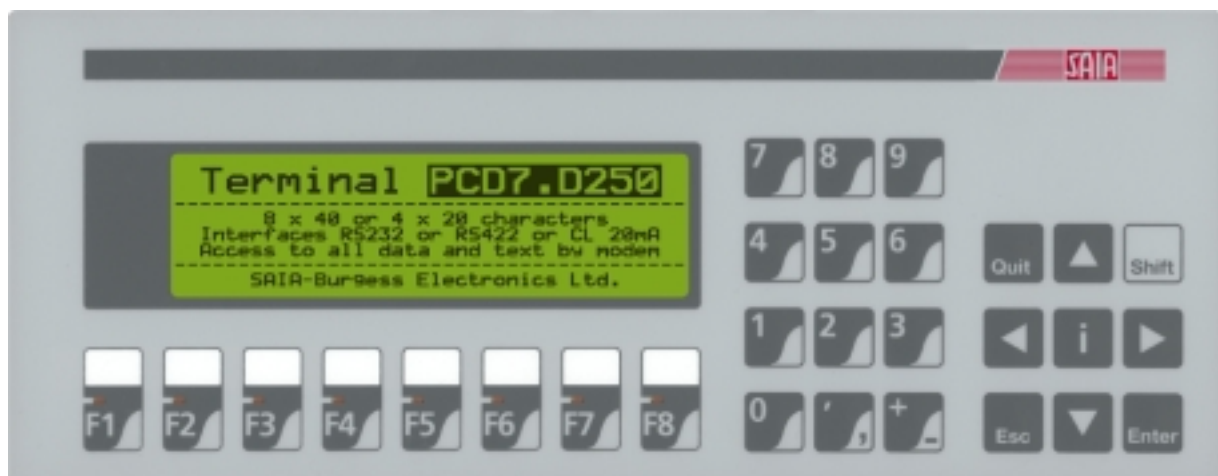 SAIA
Terminal PCD7.D250
8 x 40 or 4 x 20 characters
Interfaces RS232 or RS422 or CL 20mA
Access to all data and text by modem
SAIA-Burgess Electronics Ltd.
7 8 9
4 5 6
Quit Shift
1 2 3
i
F1 F2 F3 F4 F5 F6 F7 F8
0 ' , + -
Esc Enter